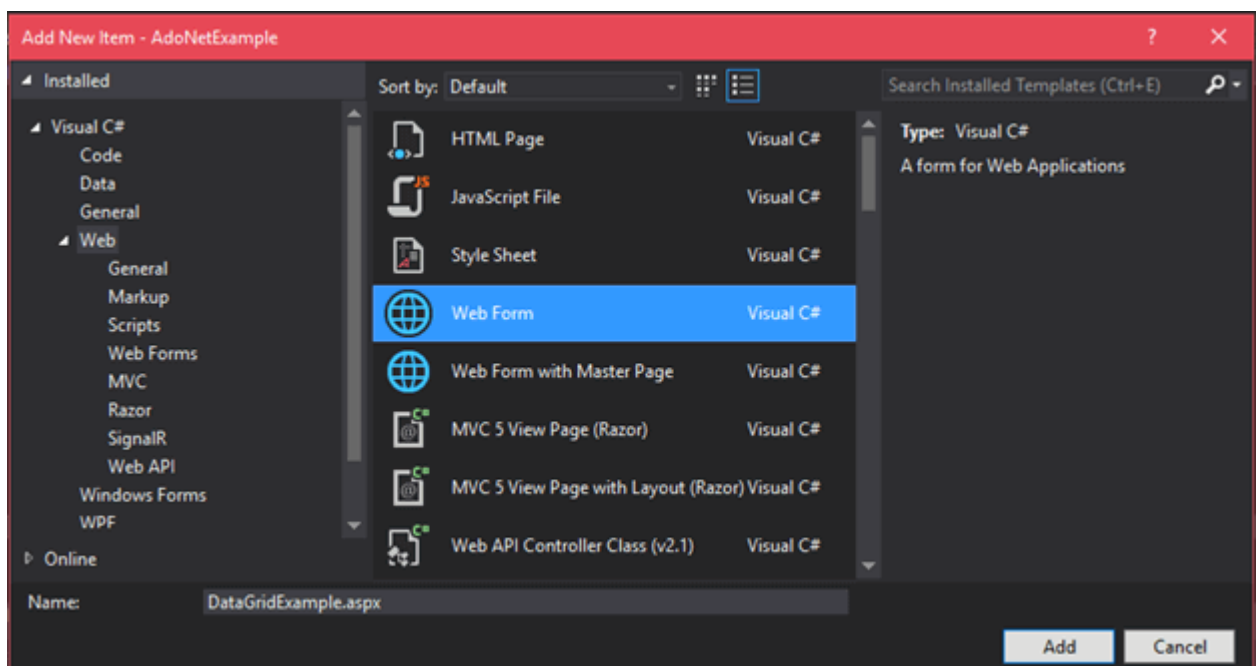 Add New Item - AdoNetExample
?
Installed
Sort by: Default
Search Installed Templates (Ctrl+E)
Visual C#
Code
Data
General
Web
General
Markup
Scripts
Web Forms
MVC
Razor
SignalR
Web API
Windows Forms
WPF
Online
HTML Page Visual C#
JavaScript File Visual C#
Style Sheet Visual C#
Web Form Visual C#
Web Form with Master Page Visual C#
MVC 5 View Page (Razor) Visual C#
MVC 5 View Page with Layout (Razor) Visual C#
Web API Controller Class (v2.1) Visual C#
Type: Visual C#
A form for Web Applications
Name: DataGridExample.aspx
Add Cancel